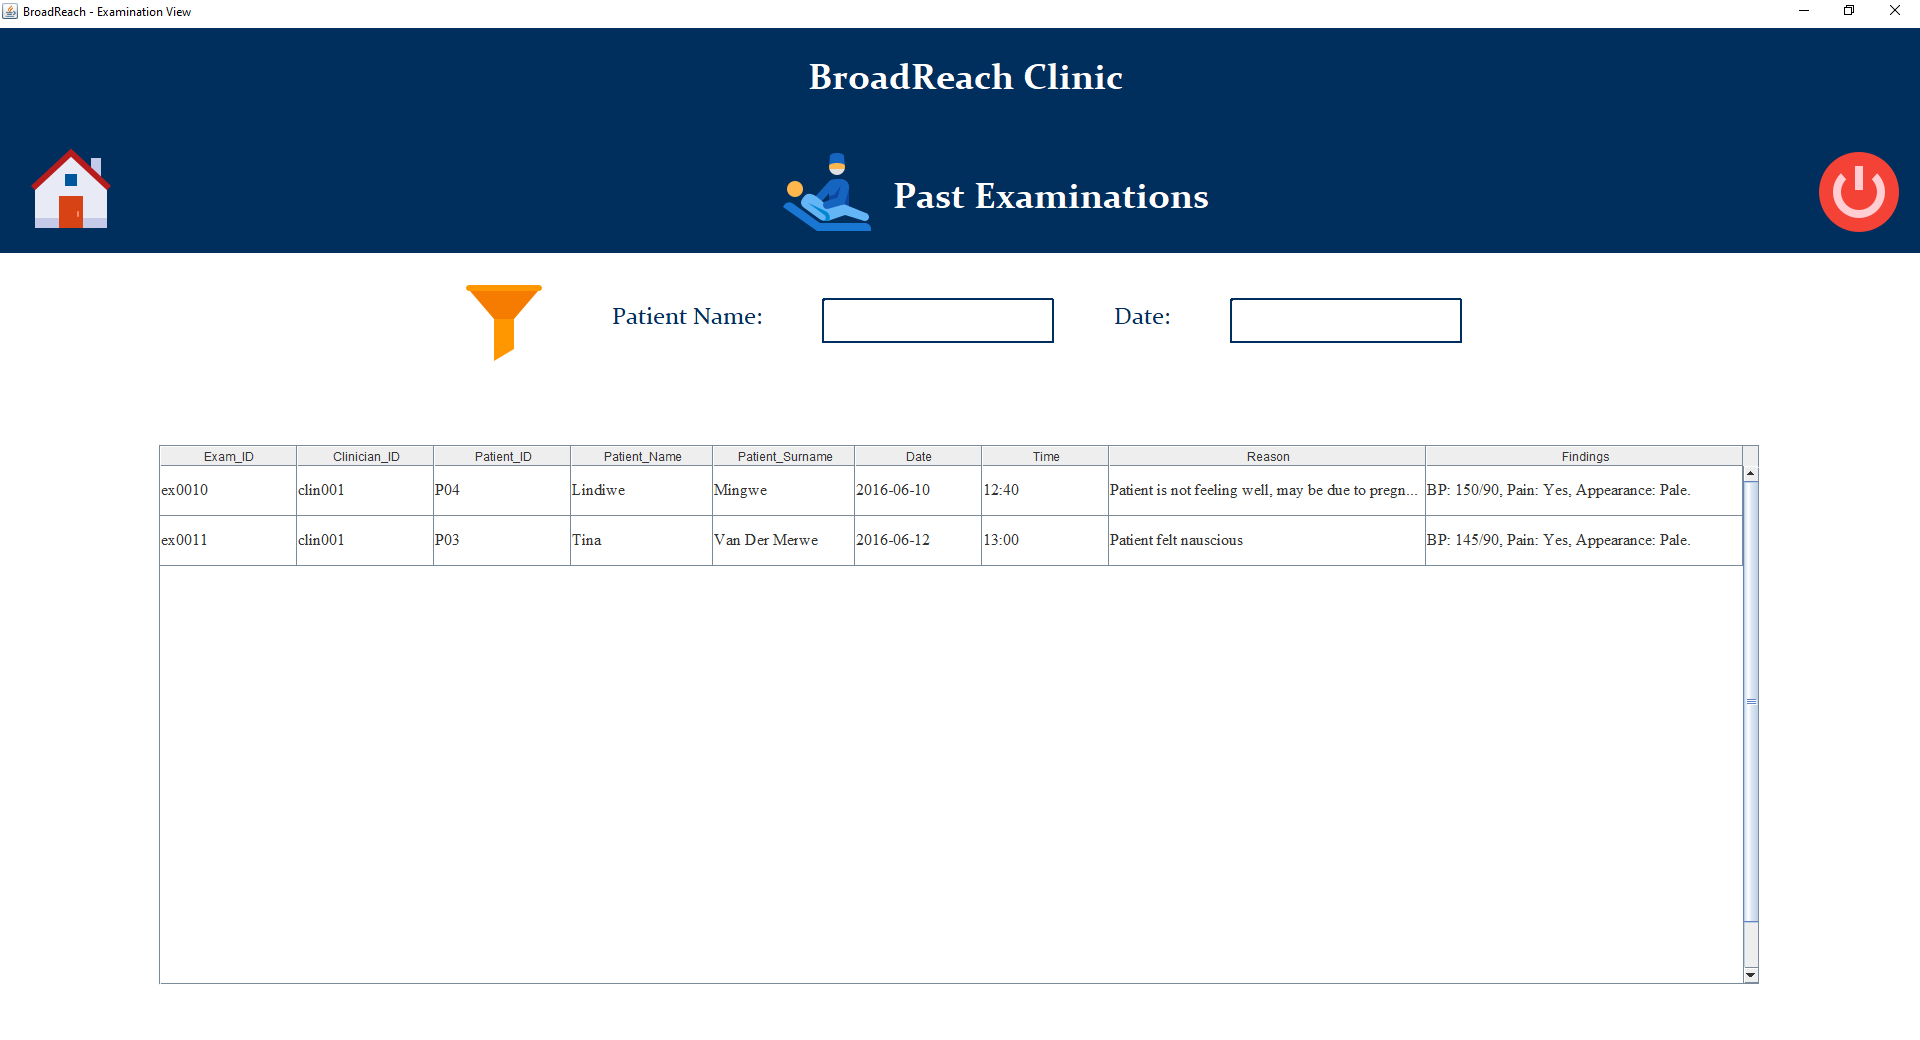 BroadReach - Examination View
BroadReach Clinic
Past Examinations
Patient Name: Date:
Exam_ID Clinician_ID Patient_ID Patient_Name Patient_Surname Date Time Reason Findings
ex0010 clin001 P04 Lindiwe Mingwe 2016-06-10 12:40 Patient is not feeling well, may be due to pregn... BP: 150/90, Pain: Yes, Appearance: Pale.
ex0011 clin001 P03 Tina Van Der Merwe 2016-06-12 13:00 Patient felt nauscious BP: 145/90, Pain: Yes, Appearance: Pale.